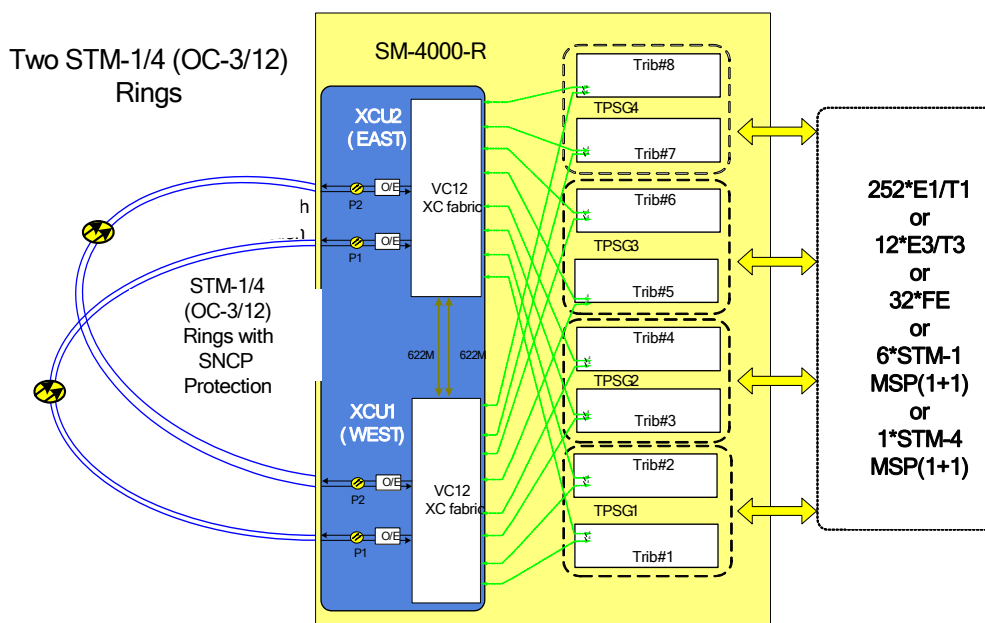 Two STM-1/4 (OC-3/12)
Rings
SM-4000-R
XCU2
( EAST)
VC12
XC fabric
O/E
P2
O/E
P1
h
STM-1/4
(OC-3/12)
Rings with
SNCP
Protection
622M
622M
XCU1
( WEST)
VC12
XC fabric
O/E
P2
O/E
P1
Trib#8
TPSG4
Trib#7
Trib#6
TPSG3
Trib#5
Trib#4
TPSG2
Trib#3
Trib#2
TPSG1
Trib#1
252*E1/T1
or
12*E3/T3
or
32*FE
or
6*STM-1
MSP(1+1)
or
1*STM-4
MSP(1+1)